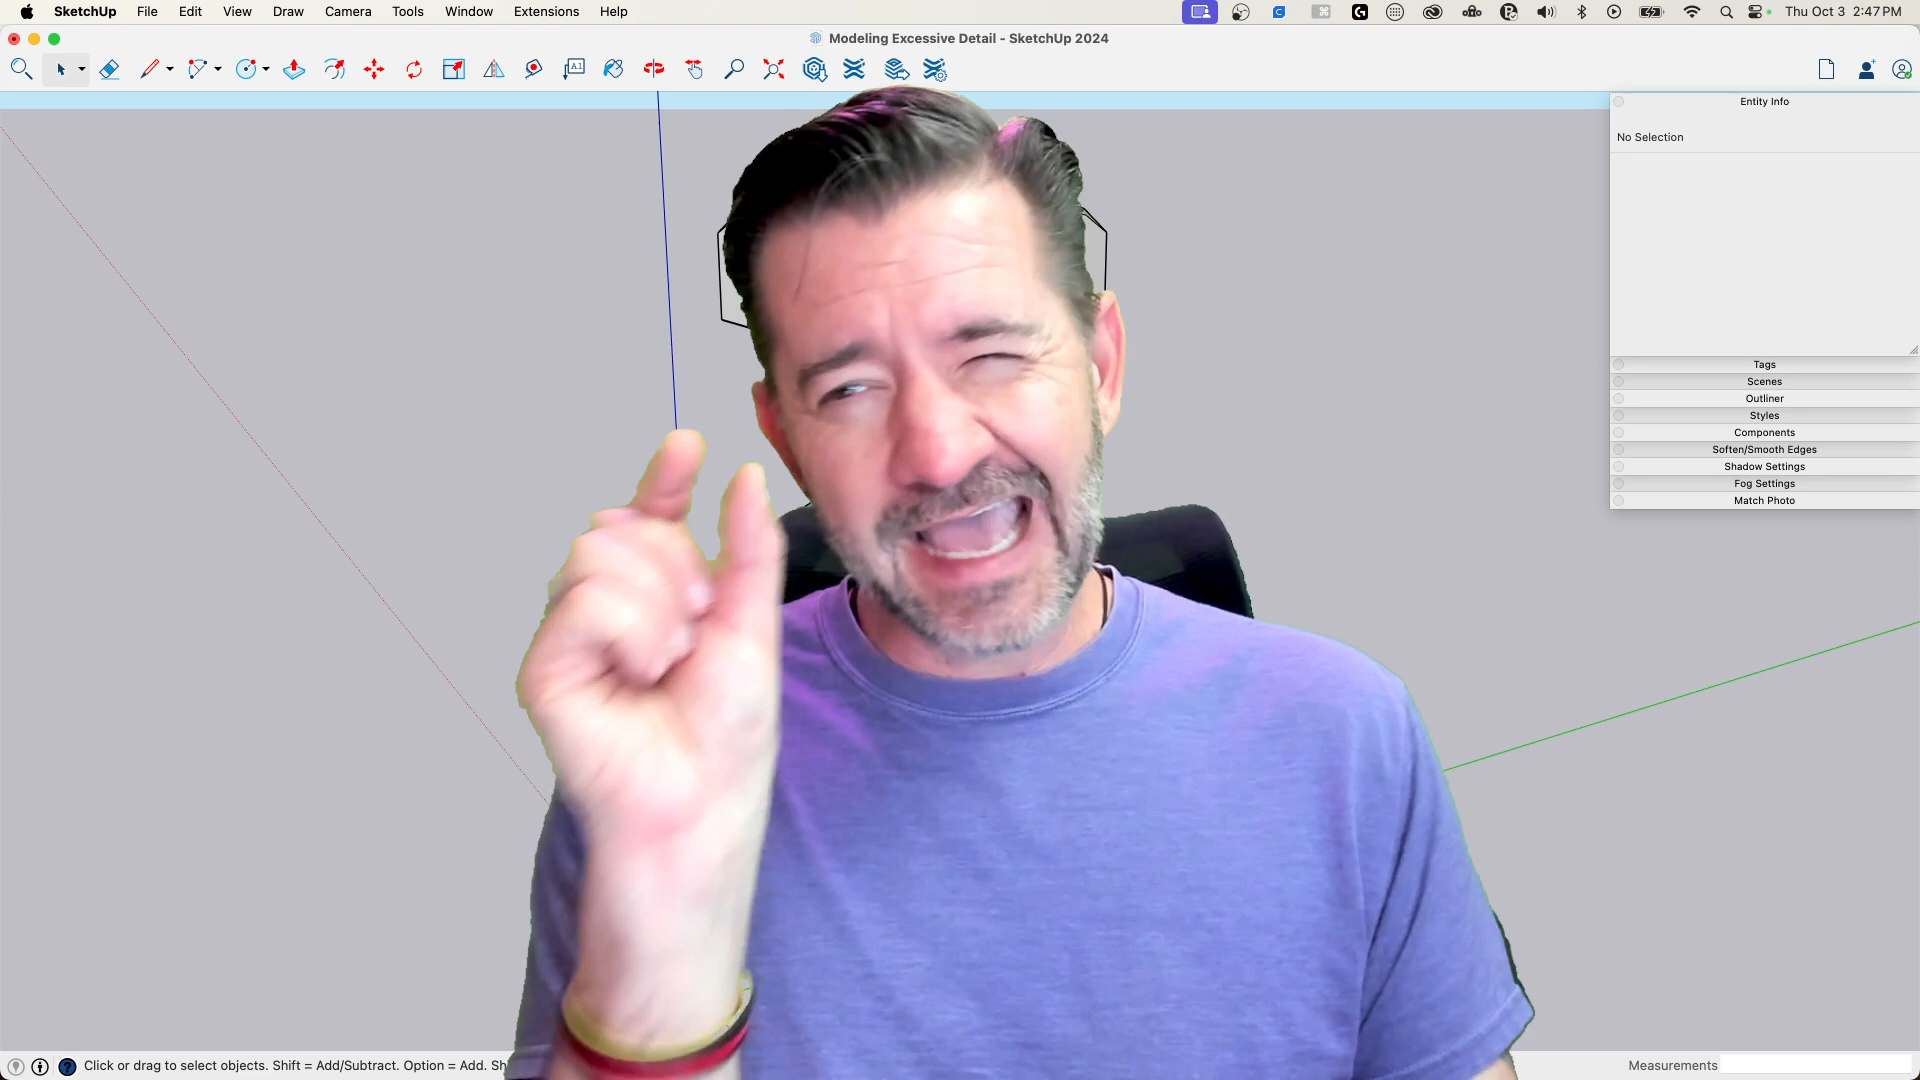 SketchUp File Edit View Draw Camera Tools Window Extensions Help Thu Oct 3 2:47 PM
Modeling Excessive Detail - SketchUp 2024
A1
Entity Info
No Selection
Tags
Scenes
Outliner
Styles
Components
Soften/Smooth Edges
Shadow Settings
Fog Settings
Match Photo
Click or drag to select objects. Shift = Add/Subtract. Option = Add. Sh
Measurements